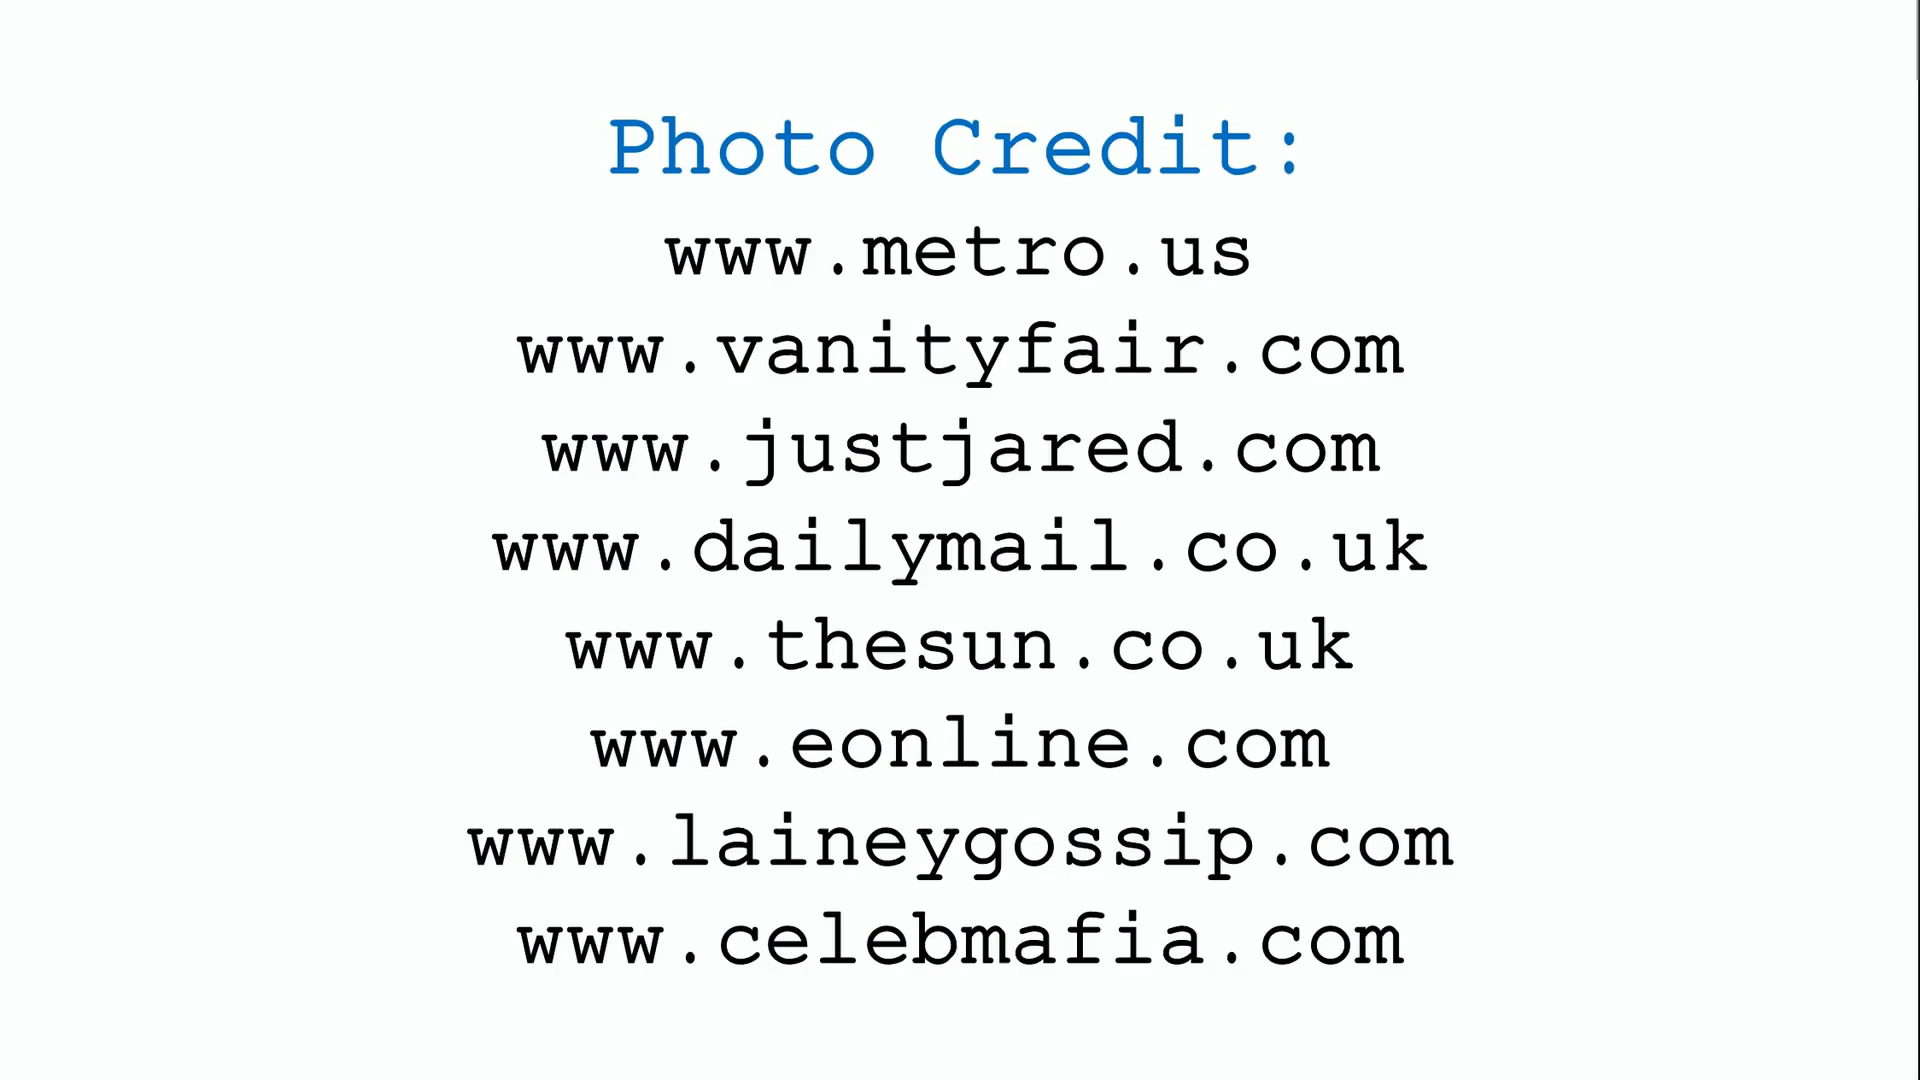 Photo Credit:
www.metro.us
www.vanityfair.com
www.justjared.com
www.dailymail.co.uk
www.thesun.co.uk
www.eonline.com
www.laineygossip.com
www.celebmafia.com